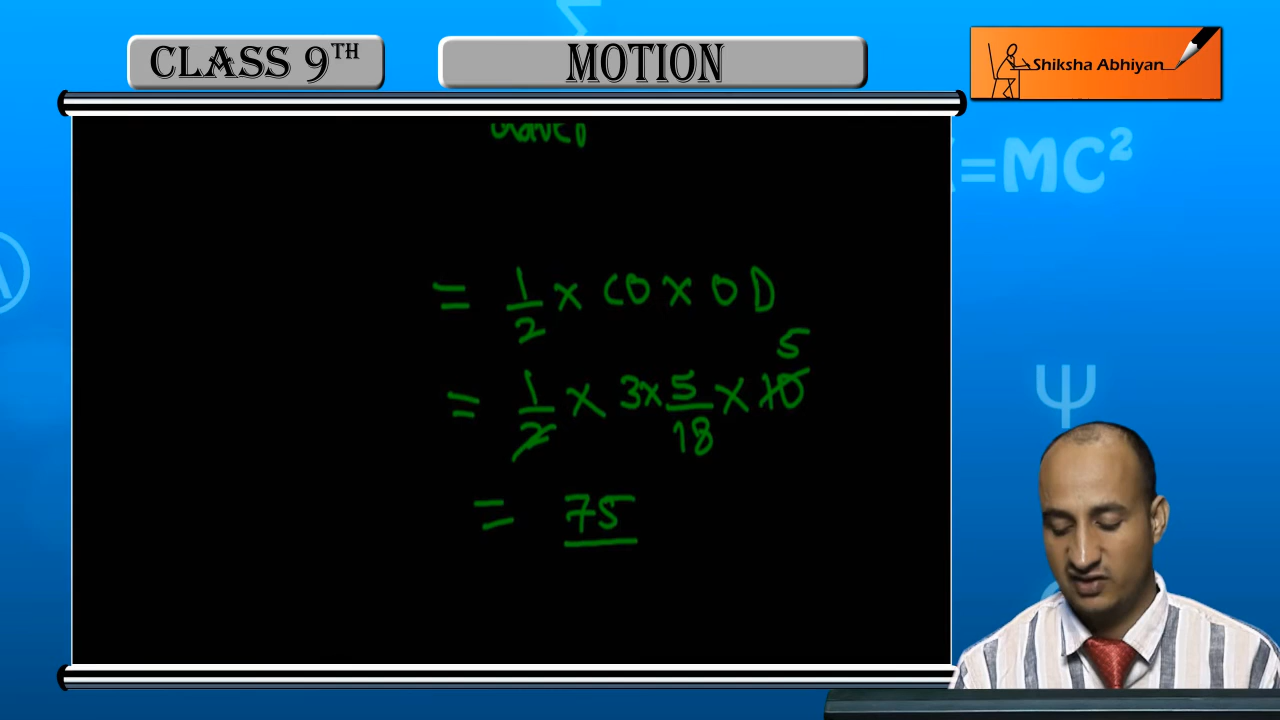 CLASS 9TH
MOTION
Shiksha Abhiyan
=MC²
Ψ
= 1/2 × CO × OD
5
= 1/2 × 3 × 5/18 × 10
= 75